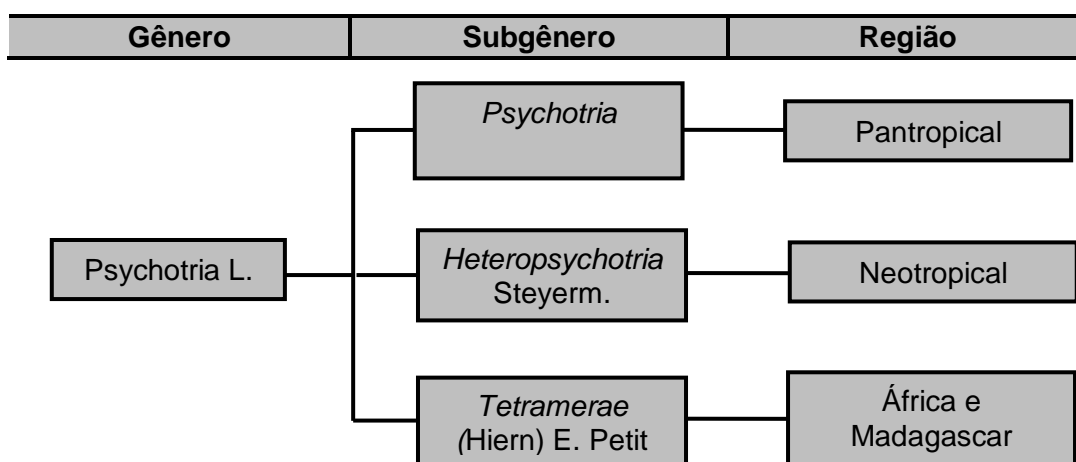 Gênero Subgênero Região
Psychotria Pantropical
Psychotria L.
Heteropsychotria
Steyerm.
Neotropical
Tetramerae
(Hiern) E. Petit
África e
Madagascar